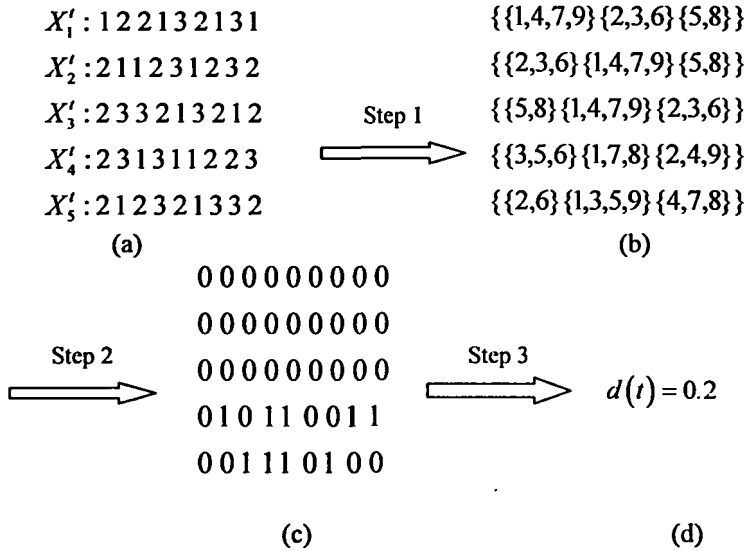 X₁ᵗ : 1 2 2 1 3 2 1 3 1
X₂ᵗ : 2 1 1 2 3 1 2 3 2
X₃ᵗ : 2 3 3 2 1 3 2 1 2
X₄ᵗ : 2 3 1 3 1 1 2 2 3
X₅ᵗ : 2 1 2 3 2 1 3 3 2
(a)
Step 1
{{1,4,7,9}{2,3,6}{5,8}}
{{2,3,6}{1,4,7,9}{5,8}}
{{5,8}{1,4,7,9}{2,3,6}}
{{3,5,6}{1,7,8}{2,4,9}}
{{2,6}{1,3,5,9}{4,7,8}}
(b)
Step 2
0 0 0 0 0 0 0 0 0
0 0 0 0 0 0 0 0 0
0 0 0 0 0 0 0 0 0
0 1 0 1 1 0 0 1 1
0 0 1 1 1 0 1 0 0
(c)
Step 3
d(t) = 0.2
(d)